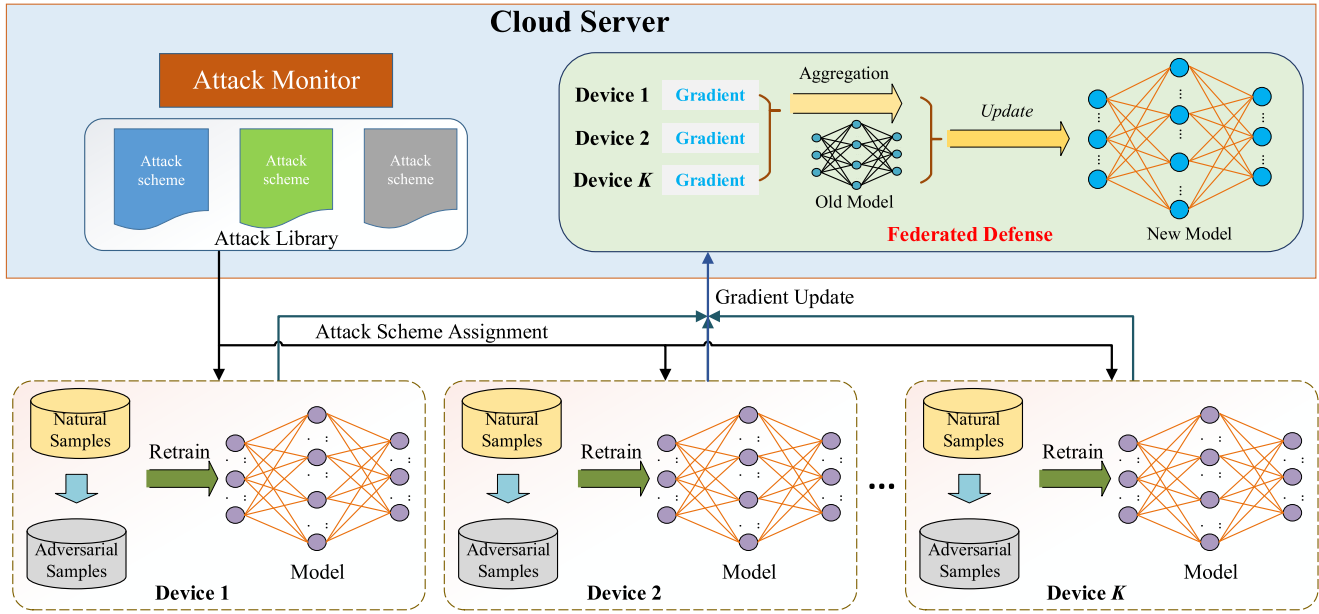 Cloud Server
Attack Monitor
Attack
scheme
Attack
scheme
Attack
scheme
Attack Library
Device 1
Gradient
Device 2
Gradient
Device K
Gradient
Aggregation
Old Model
Update
New Model
Federated Defense
Gradient Update
Attack Scheme Assignment
Natural
Samples
Retrain
Adversarial
Samples
Model
Device 1
Natural
Samples
Retrain
Adversarial
Samples
Model
Device 2
...
Natural
Samples
Retrain
Adversarial
Samples
Model
Device K